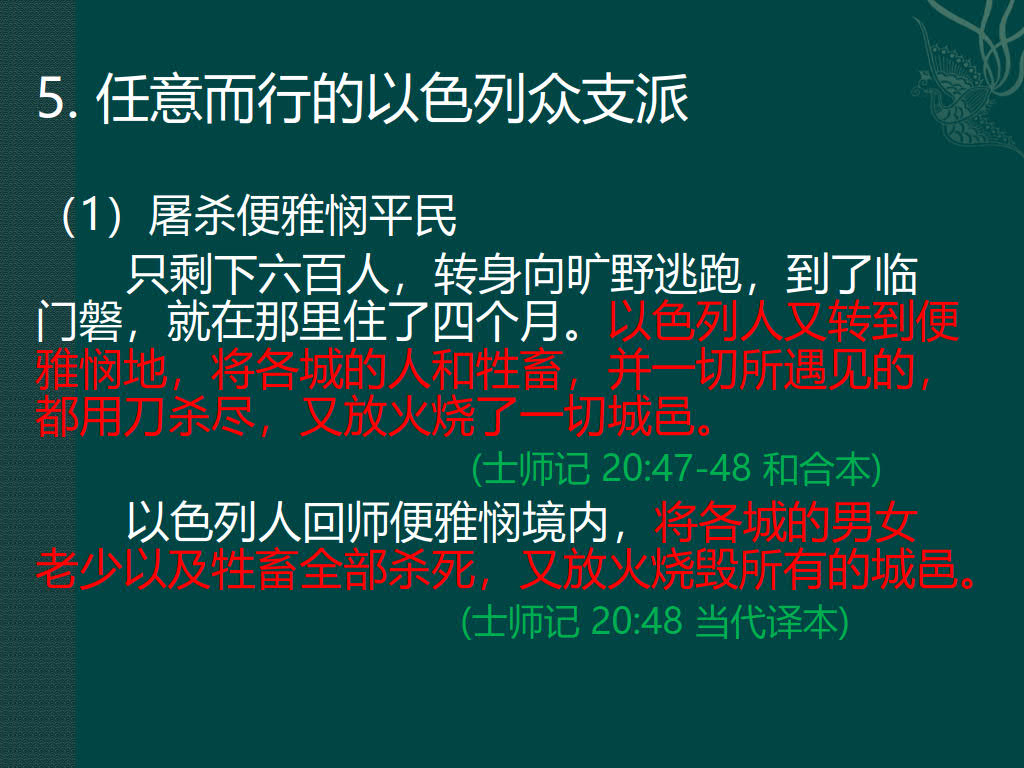 5. 任意而行的以色列众支派
（1）屠杀便雅悯平民
只剩下六百人，转身向旷野逃跑，到了临
门磐，就在那里住了四个月。以色列人又转到便
雅悯地，将各城的人和牲畜，并一切所遇见的，
都用刀杀尽，又放火烧了一切城邑。
(士师记 20:47-48 和合本)
以色列人回师便雅悯境内，将各城的男女
老少以及牲畜全部杀死，又放火烧毁所有的城邑。
(士师记 20:48 当代译本)